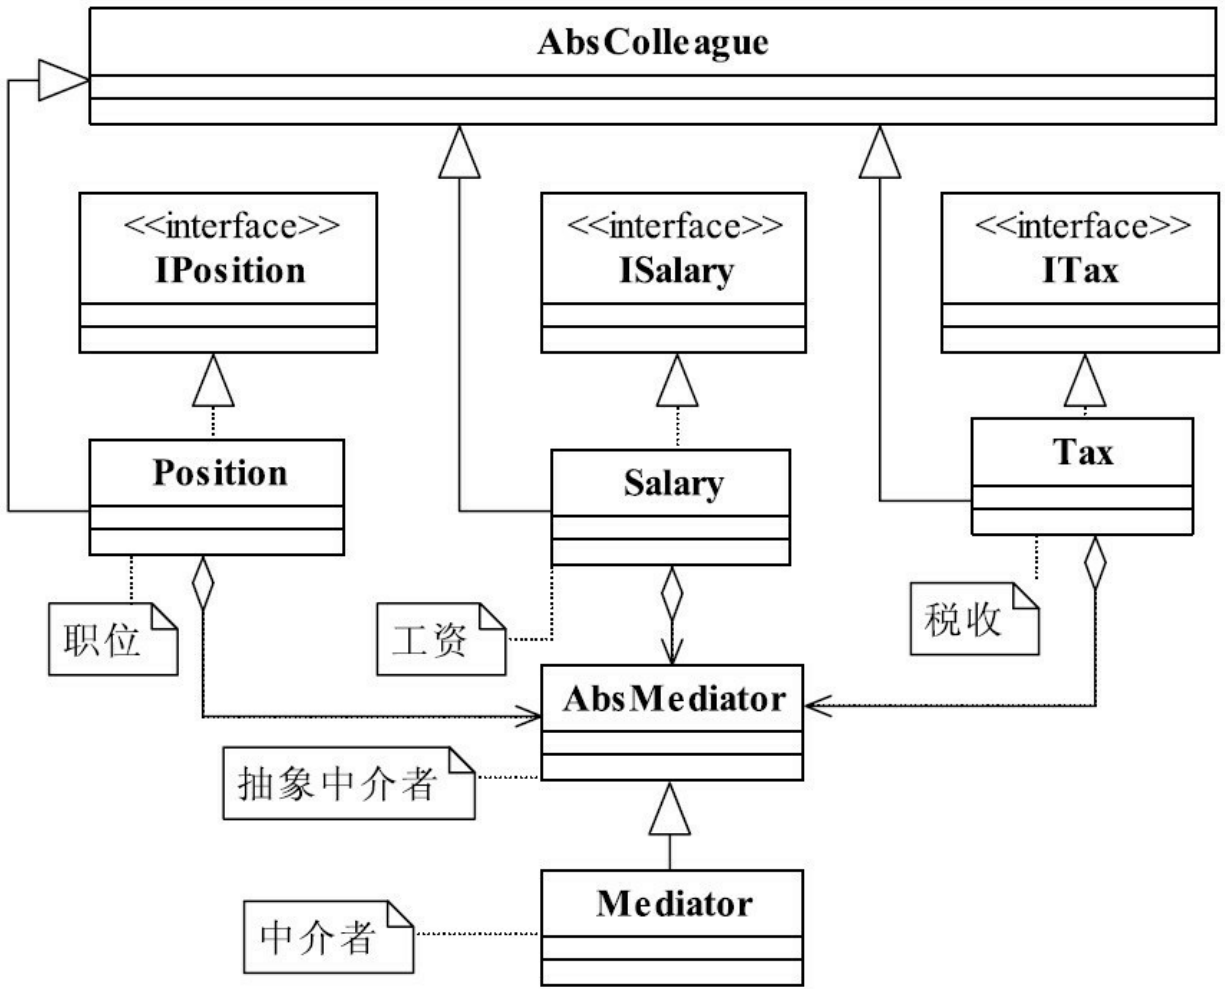 AbsColleague
<<interface>>
IPosition
<<interface>>
ISalary
<<interface>>
ITax
Position
Salary
Tax
职位
工资
税收
AbsMediator
抽象中介者
Mediator
中介者